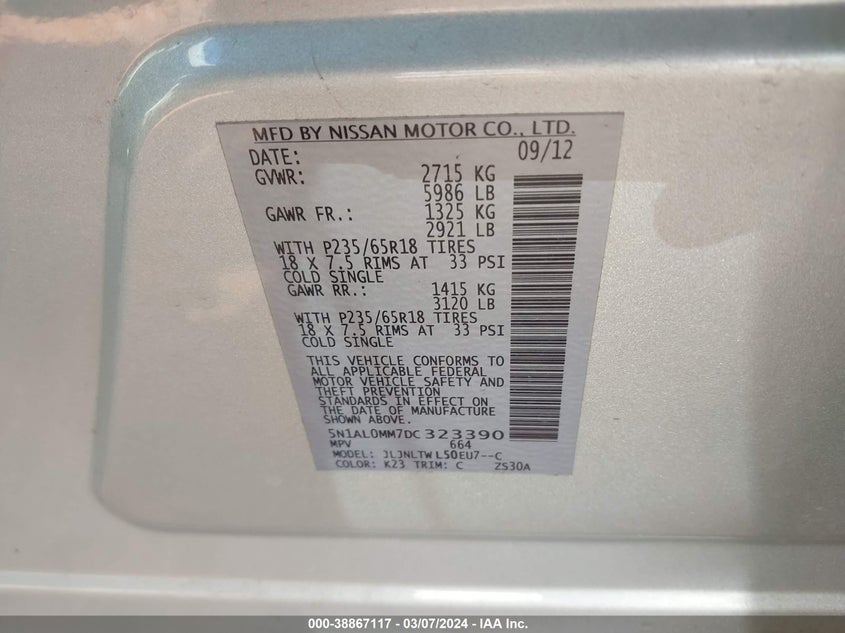 MFD BY NISSAN MOTOR CO., LTD.
DATE: 09/12
GVWR: 2715 KG
5986 LB
GAWR FR.: 1325 KG
2921 LB
WITH P235/65R18 TIRES
18 X 7.5 RIMS AT 33 PSI
COLD SINGLE
GAWR RR.: 1415 KG
3120 LB
WITH P235/65R18 TIRES
18 X 7.5 RIMS AT 33 PSI
COLD SINGLE
THIS VEHICLE CONFORMS TO
ALL APPLICABLE FEDERAL
MOTOR VEHICLE SAFETY AND
THEFT PREVENTION
STANDARDS IN EFFECT ON
THE DATE OF MANUFACTURE
SHOWN ABOVE.
5N1AL0MM7DC323390
MPV 664
MODEL: JLJNLTW L50EU7--C
COLOR: K23 TRIM: C ZS30A
000-38867117 - 03/07/2024 - IAA Inc.